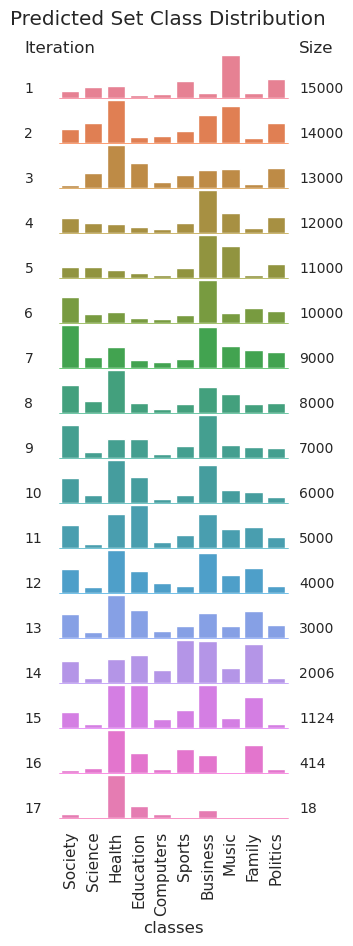 Predicted Set Class Distribution
Iteration Size
1 15000
2 14000
3 13000
4 12000
5 11000
6 10000
7 9000
8 8000
9 7000
10 6000
11 5000
12 4000
13 3000
14 2006
15 1124
16 414
17 18
Society
Science
Health
Education
Computers
Sports
Business
Music
Family
Politics
classes